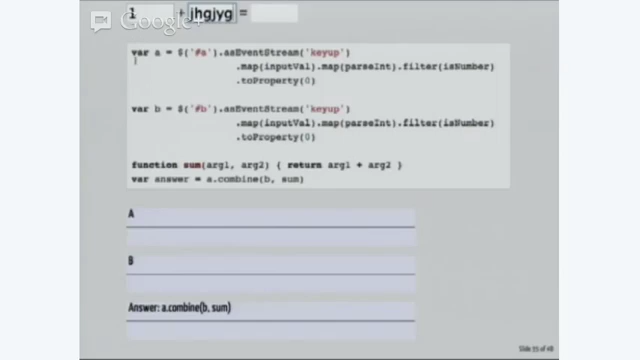 Google+
1 + jhgjyg =
var a = $('#a').asEventStream('keyup')
.map(inputVal).map(parseInt).filter(isNumber)
.toProperty(0)
var b = $('#b').asEventStream('keyup')
.map(inputVal).map(parseInt).filter(isNumber)
.toProperty(0)
function sum(arg1, arg2) { return arg1 + arg2 }
var answer = a.combine(b, sum)
A
B
Answer: a.combine(b, sum)